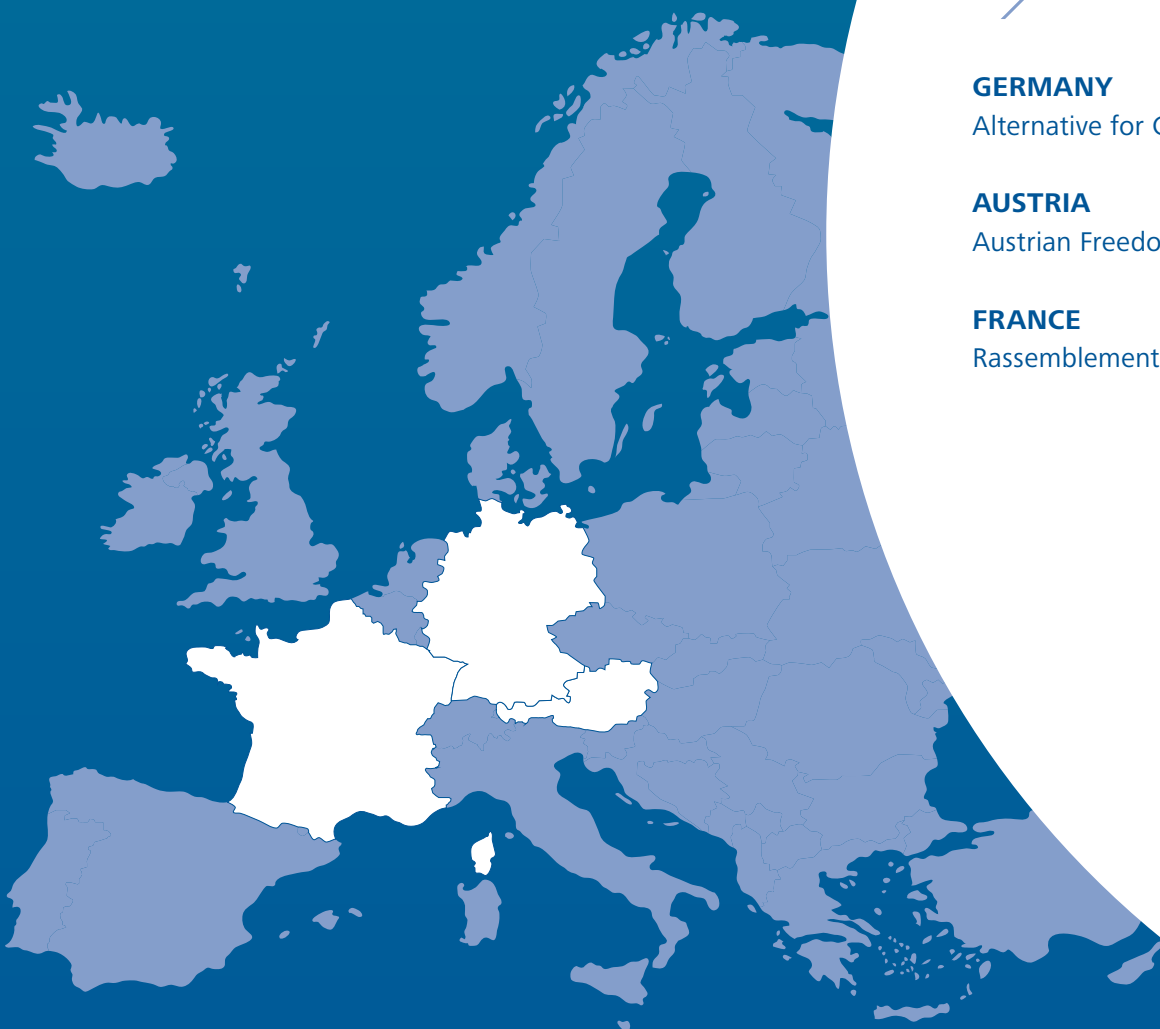 GERMANY
Alternative for
AUSTRIA
Austrian
FRANCE
Rassemblement